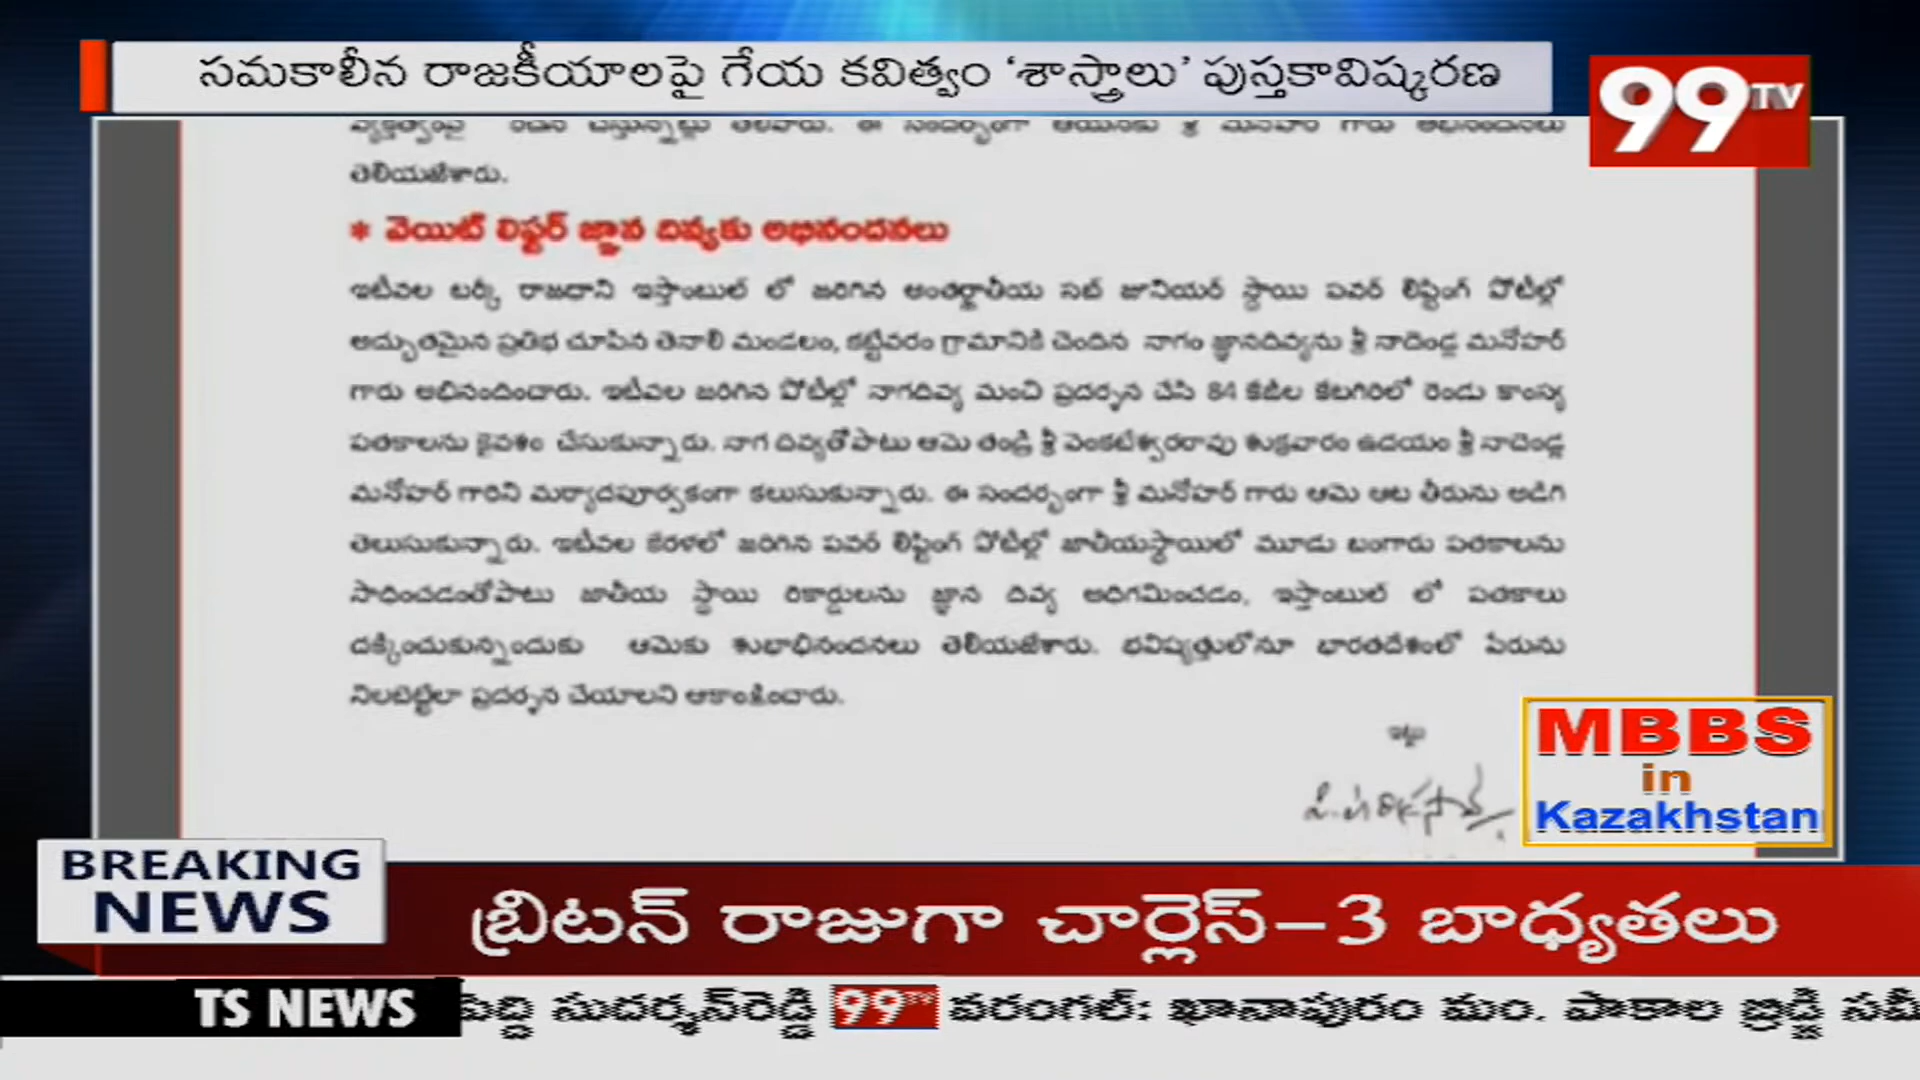 సమకాలీన రాజకీయాలపై గేయ కవిత్వం ‘శాస్త్రాలు’ పుస్తకావిష్కరణ
99TV
తెలియజేశారు.
* వెయిట్ లిఫ్టర్ జ్ఞాన దివ్యకు అభినందనలు
ఇటీవల టర్కీ రాజధాని ఇస్తాంబుల్ లో జరిగిన అంతర్జాతీయ సబ్ జూనియర్ స్థాయి పవర్ లిఫ్టింగ్ పోటీల్లో
అద్భుతమైన ప్రతిభ చూపిన తెనాలి మండలం, కట్టేవరం గ్రామానికి చెందిన నాగం జ్ఞానదివ్యను శ్రీ నాదెండ్ల మనోహర్
గారు అభినందించారు. ఇటీవల జరిగిన పోటీల్లో నాగదివ్య మంచి ప్రదర్శన చేసి 84 కేజీల కేటగిరిలో రెండు కాంస్య
పతకాలను కైవశం చేసుకున్నారు. నాగ దివ్యతోపాటు ఆమె తండ్రి శ్రీ వెంకటేశ్వరరావు శుక్రవారం ఉదయం శ్రీ నాదెండ్ల
మనోహర్ గారిని మర్యాదపూర్వకంగా కలుసుకున్నారు. ఈ సందర్భంగా శ్రీ మనోహర్ గారు ఆమె ఆట తీరును అడిగి
తెలుసుకున్నారు. ఇటీవల కేరళలో జరిగిన పవర్ లిఫ్టింగ్ పోటీల్లో జాతీయస్థాయిలో మూడు బంగారు పతకాలను
సాధించడంతోపాటు జాతీయ స్థాయి రికార్డులను జ్ఞాన దివ్య అధిగమించడం, ఇస్తాంబుల్ లో పతకాలు
దక్కించుకున్నందుకు ఆమెకు శుభాభినందనలు తెలియజేశారు. భవిష్యత్తులోనూ భారతదేశంలో పేరును
నిలబెట్టేలా ప్రదర్శన చేయాలని ఆకాంక్షించారు.
ఇట్లు
MBBS
in
Kazakhstan
BREAKING
NEWS
బ్రిటన్ రాజుగా చార్లెస్-3 బాధ్యతలు
TS NEWS
పెద్ది సుదర్శన్‌రెడ్డి 99TV వరంగల్: ఖానాపురం మం. పాకాల బ్రిడ్జి